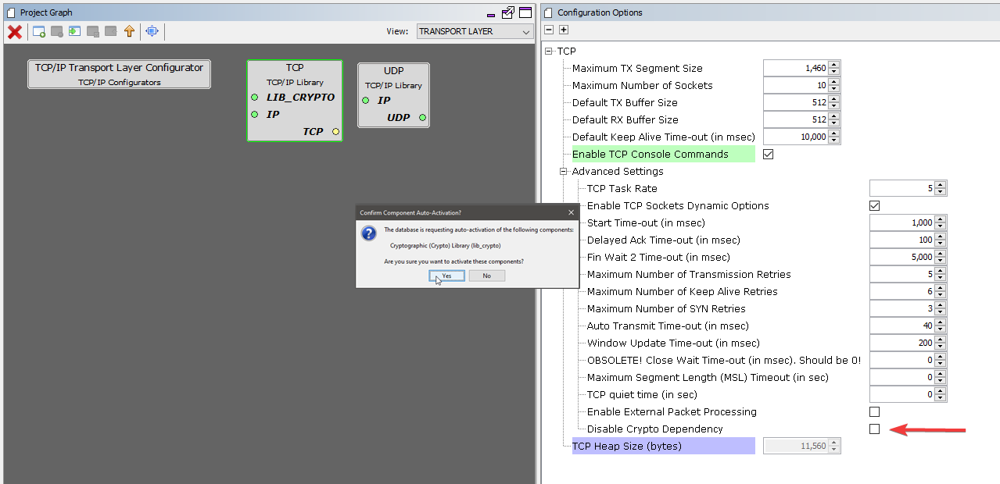 Project Graph
View: TRANSPORT LAYER
TCP/IP Transport Layer Configurator
TCP/IP Configurators
TCP
TCP/IP Library
LIB_CRYPTO
IP
TCP
UDP
TCP/IP Library
IP
UDP
Confirm Component Auto-Activation?
The database is requesting auto-activation of the following components:
Cryptographic (Crypto) Library (lib_crypto)
Are you sure you want to activate these components?
Yes No
Configuration Options
TCP
Maximum TX Segment Size 1,460
Maximum Number of Sockets 10
Default TX Buffer Size 512
Default RX Buffer Size 512
Default Keep Alive Time-out (in msec) 10,000
Enable TCP Console Commands
Advanced Settings
TCP Task Rate 5
Enable TCP Sockets Dynamic Options
Start Time-out (in msec) 1,000
Delayed Ack Time-out (in msec) 100
Fin Wait 2 Time-out (in msec) 5,000
Maximum Number of Transmission Retries 5
Maximum Number of Keep Alive Retries 6
Maximum Number of SYN Retries 3
Auto Transmit Time-out (in msec) 40
Window Update Time-out (in msec) 200
OBSOLETE! Close Wait Time-out (in msec). Should be 0! 0
Maximum Segment Length (MSL) Timeout (in sec) 0
TCP quiet time (in sec) 0
Enable External Packet Processing
Disable Crypto Dependency
TCP Heap Size (bytes) 11,560